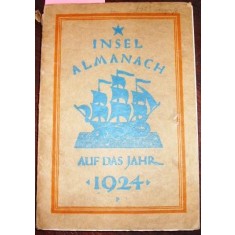 INSEL
ALMANACH
AUF DAS JAHR
1924